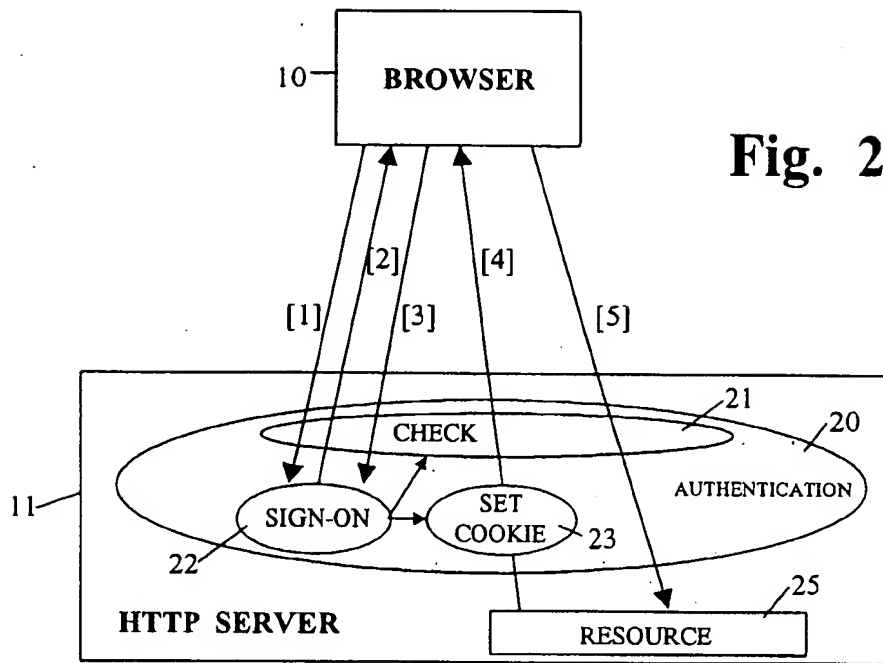 10
BROWSER
Fig. 2
[1]
[2]
[3]
[4]
[5]
21
20
CHECK
AUTHENTICATION
11
SIGN-ON
SET
COOKIE
22
23
25
HTTP SERVER
RESOURCE